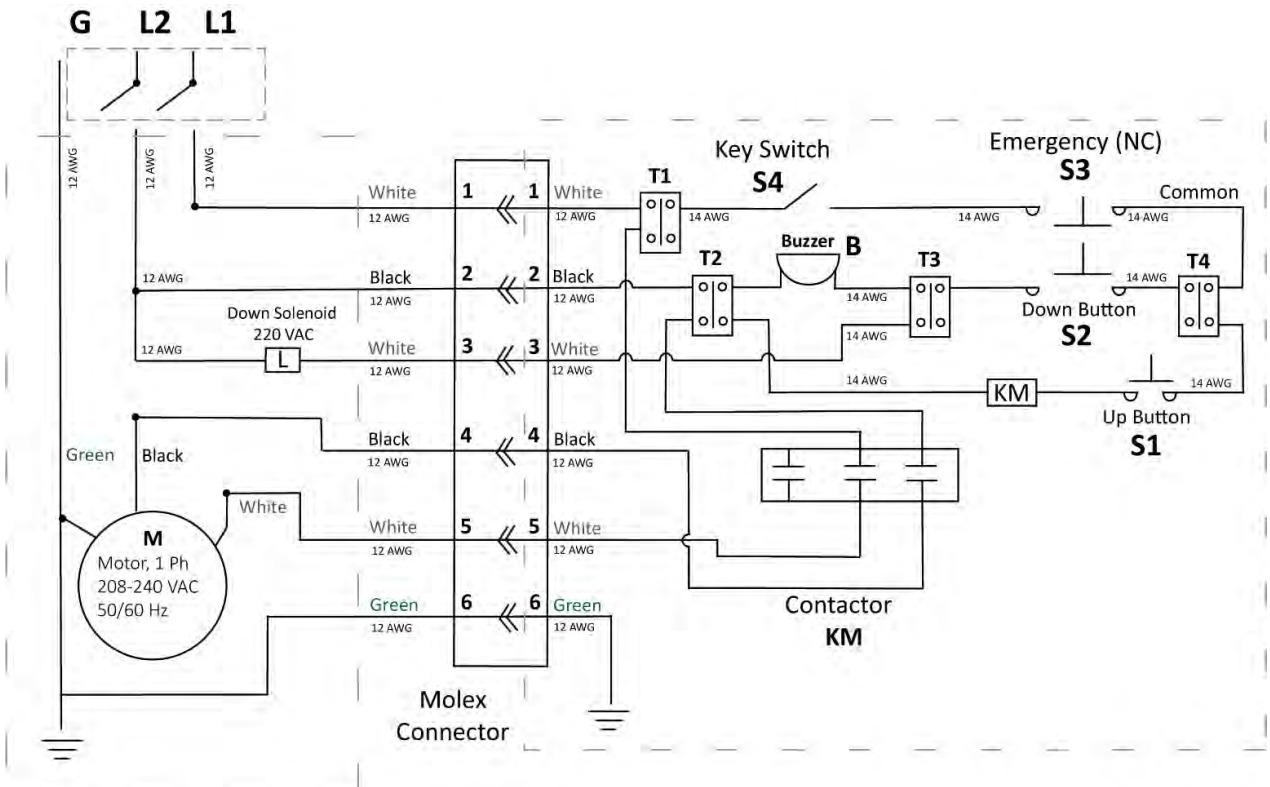 G L2 L1
12 AWG
12 AWG
12 AWG
Key Switch
S4
Emergency (NC)
S3
T1
White 1 1 White
12 AWG
12 AWG
14 AWG
14 AWG
Common
Buzzer B
T2
T3
T4
12 AWG
Black 2 2 Black
12 AWG
12 AWG
14 AWG
14 AWG
Down Button
S2
Down Solenoid
220 VAC
L
12 AWG
White 3 3 White
12 AWG
12 AWG
14 AWG
14 AWG
KM
14 AWG
Up Button
S1
Black 4 4 Black
12 AWG
12 AWG
Green
Black
White
White 5 5 White
12 AWG
12 AWG
M
Motor, 1 Ph
208-240 VAC
50/60 Hz
Green 6 6 Green
12 AWG
12 AWG
Contactor
KM
Molex
Connector